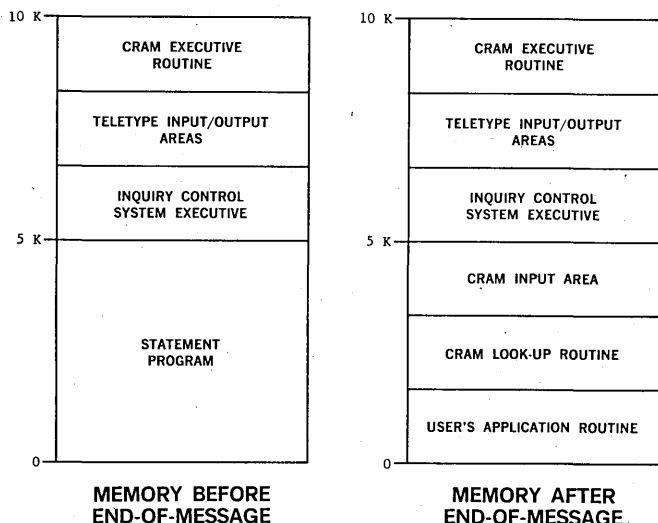 10 K
CRAM EXECUTIVE
ROUTINE
TELETYPE INPUT/OUTPUT
AREAS
INQUIRY CONTROL
SYSTEM EXECUTIVE
5 K
STATEMENT
PROGRAM
0
MEMORY BEFORE
END-OF-MESSAGE
10 K
CRAM EXECUTIVE
ROUTINE
TELETYPE INPUT/OUTPUT
AREAS
INQUIRY CONTROL
SYSTEM EXECUTIVE
5 K
CRAM INPUT AREA
CRAM LOOK-UP ROUTINE
USER'S APPLICATION ROUTINE
0
MEMORY AFTER
END-OF-MESSAGE